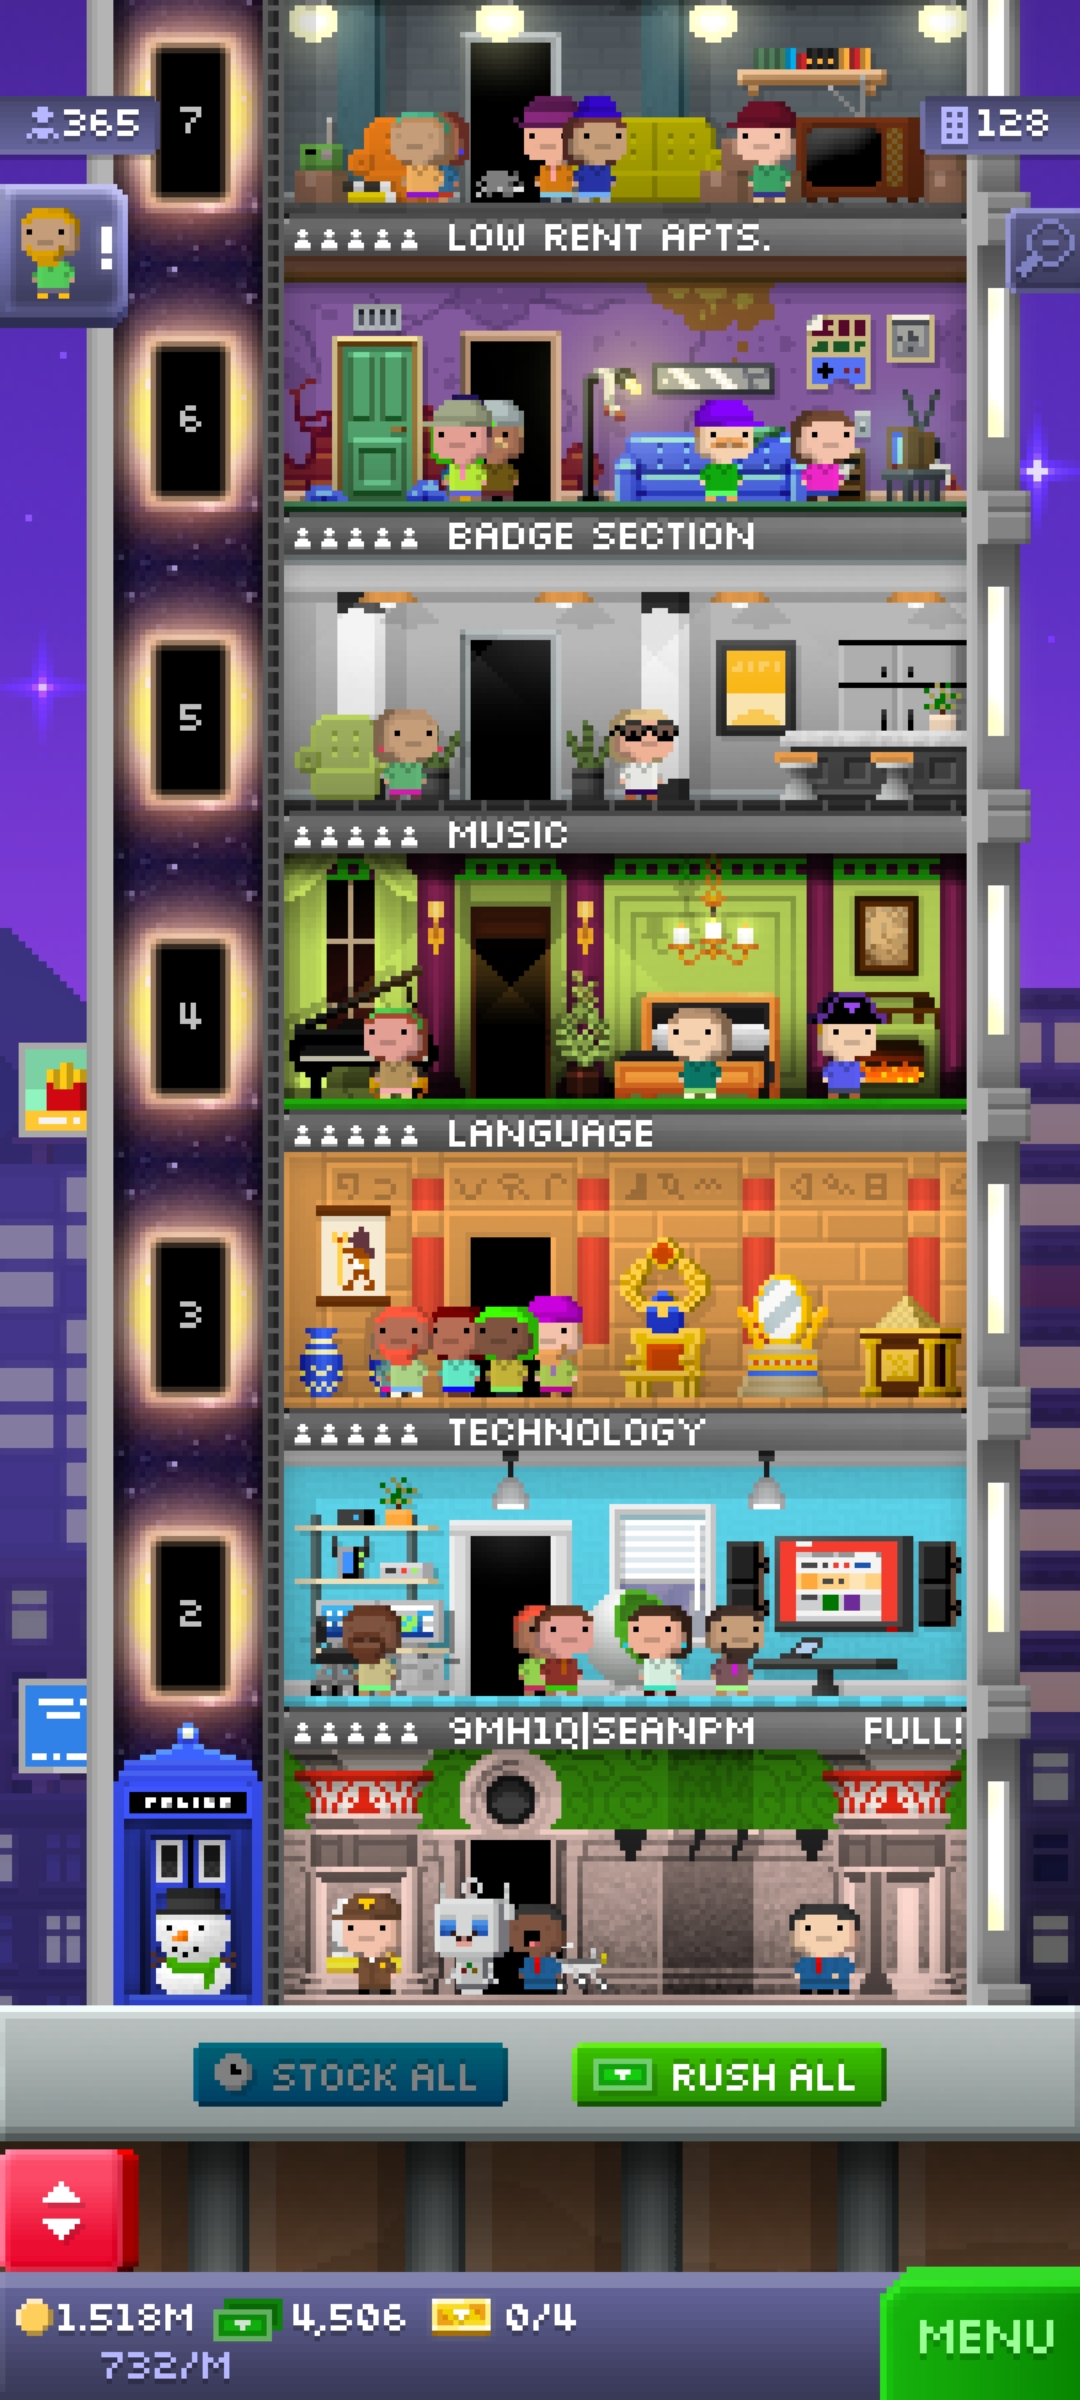 7
365
128
!
LOW RENT APTS.
6
BADGE SECTION
5
MUSIC
4
LANGUAGE
3
TECHNOLOGY
2
9MH1Q|SEANPM FULL!
POLICE
STOCK ALL
RUSH ALL
1.518M 4,506 0/4
732/M
MENU